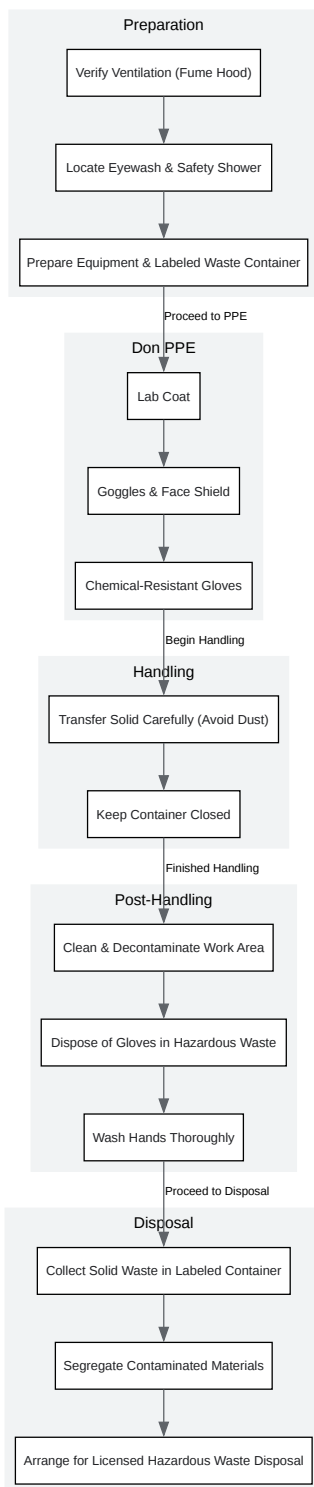 Preparation
Verify Ventilation (Fume Hood)
Locate Eyewash & Safety Shower
Prepare Equipment & Labeled Waste Container
Proceed to PPE
Don PPE
Lab Coat
Goggles & Face Shield
Chemical-Resistant Gloves
Begin Handling
Handling
Transfer Solid Carefully (Avoid Dust)
Keep Container Closed
Finished Handling
Post-Handling
Clean & Decontaminate Work Area
Dispose of Gloves in Hazardous Waste
Wash Hands Thoroughly
Proceed to Disposal
Disposal
Collect Solid Waste in Labeled Container
Segregate Contaminated Materials
Arrange for Licensed Hazardous Waste Disposal